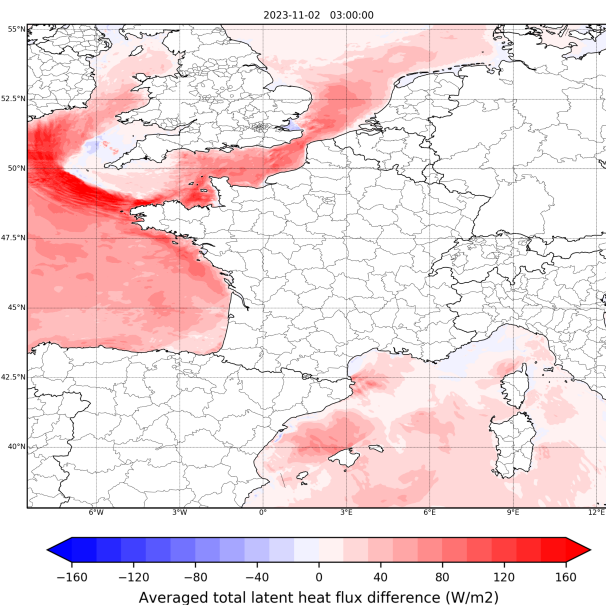 2023-11-02 03:00:00
55°N
52.5°N
50°N
47.5°N
45°N
42.5°N
40°N
6°W 3°W 0° 3°E 6°E 9°E 12°E
−160 −120 −80 −40 0 40 80 120 160
Averaged total latent heat flux difference (W/m2)